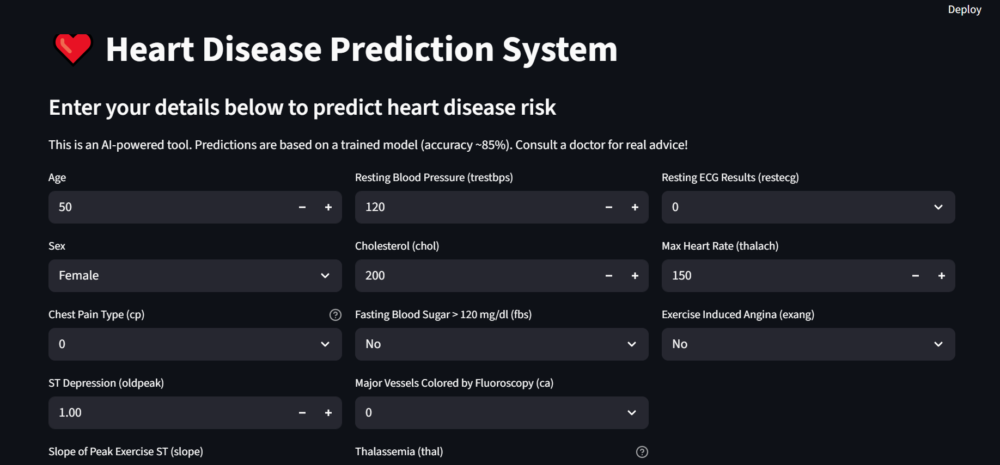 Deploy
Heart Disease Prediction System
Enter your details below to predict heart disease risk
This is an AI-powered tool. Predictions are based on a trained model (accuracy ~85%). Consult a doctor for real advice!
Age
50
Resting Blood Pressure (trestbps)
120
Resting ECG Results (restecg)
0
Sex
Female
Cholesterol (chol)
200
Max Heart Rate (thalach)
150
Chest Pain Type (cp)
0
Fasting Blood Sugar > 120 mg/dl (fbs)
No
Exercise Induced Angina (exang)
No
ST Depression (oldpeak)
1.00
Major Vessels Colored by Fluoroscopy (ca)
0
Slope of Peak Exercise ST (slope)
Thalassemia (thal)